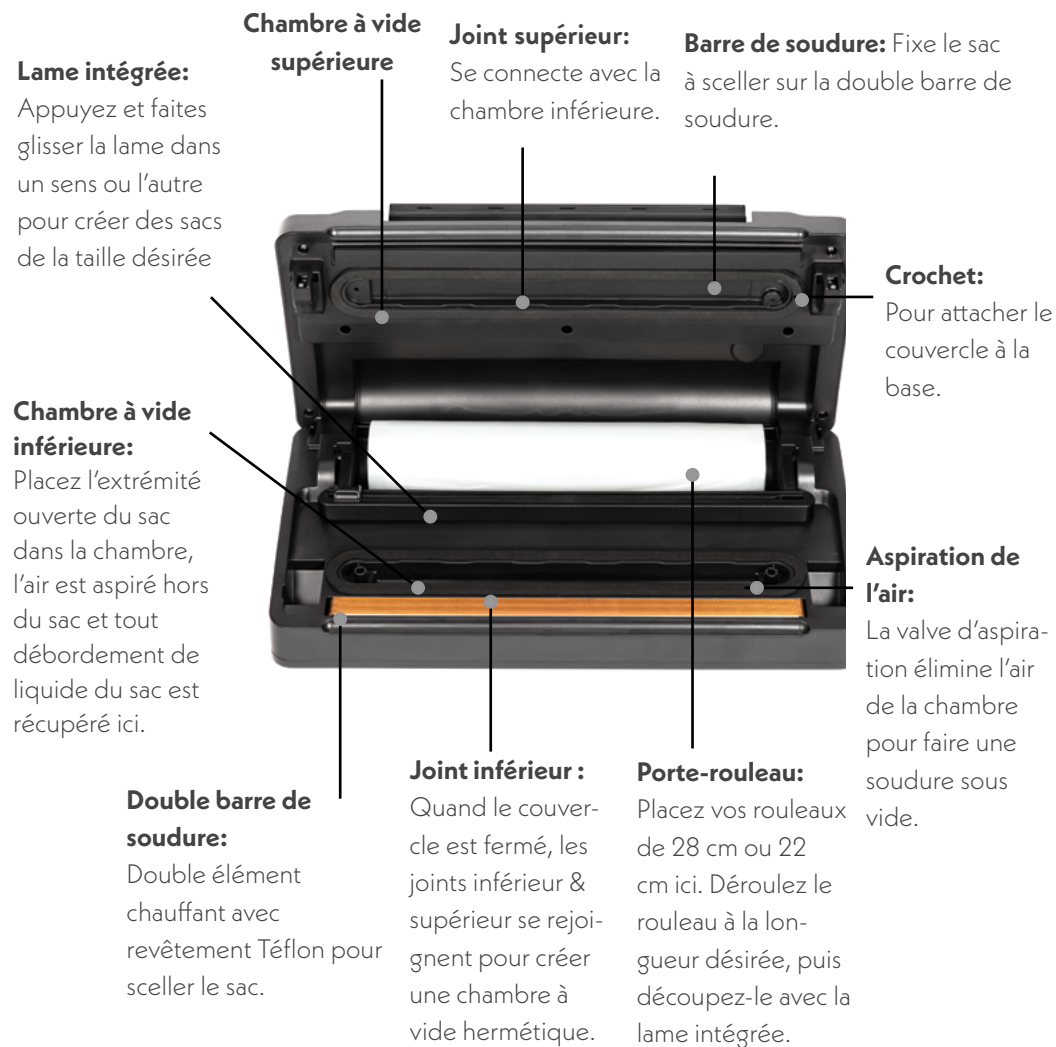 Chambre à vide
supérieure
Joint supérieur:
Se connecte avec la
chambre inférieure.
Barre de soudure: Fixe le sac
à sceller sur la double barre de
soudure.
Lame intégrée:
Appuyez et faites
glisser la lame dans
un sens ou l'autre
pour créer des sacs
de la taille désirée
Crochet:
Pour attacher le
couvercle à la
base.
Chambre à vide
inférieure:
Placez l'extrémité
ouverte du sac
dans la chambre,
l'air est aspiré hors
du sac et tout
débordement de
liquide du sac est
récupéré ici.
Aspiration de
l'air:
La valve d'aspira-
tion élimine l'air
de la chambre
pour faire une
soudure sous
vide.
Double barre de
soudure:
Double élément
chauffant avec
revêtement Téflon pour
sceller le sac.
Joint inférieur :
Quand le couver-
cle est fermé, les
joints inférieur &
supérieur se rejoi-
gnent pour créer
une chambre à
vide hermétique.
Porte-rouleau:
Placez vos rouleaux
de 28 cm ou 22
cm ici. Déroulez le
rouleau à la lon-
gueur désirée, puis
découpez-le avec la
lame intégrée.